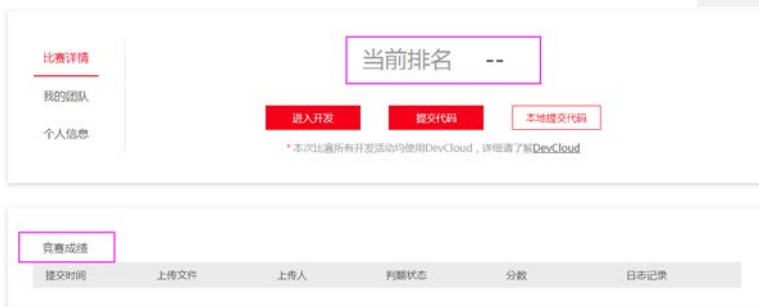 比赛详情
我的团队
个人信息
当前排名 --
进入开发 提交代码 本地提交代码
*本次比赛所有开发活动均使用DevCloud，详细请了解DevCloud
竞赛成绩
提交时间 上传文件 上传人 判题状态 分数 日志记录